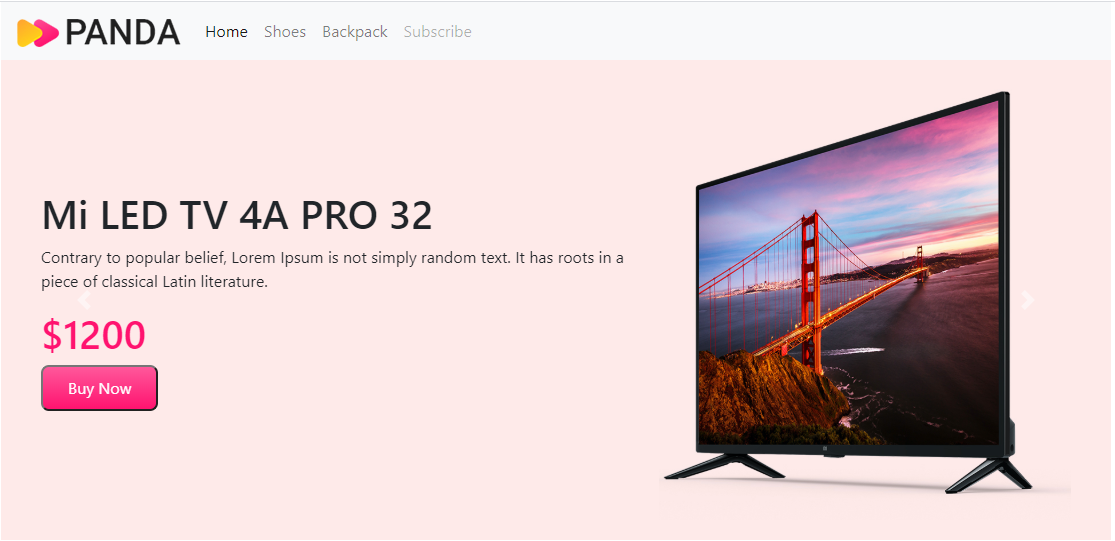 PANDA
Home Shoes Backpack Subscribe
Mi LED TV 4A PRO 32
Contrary to popular belief, Lorem Ipsum is not simply random text. It has roots in a
piece of classical Latin literature.
$1200
Buy Now